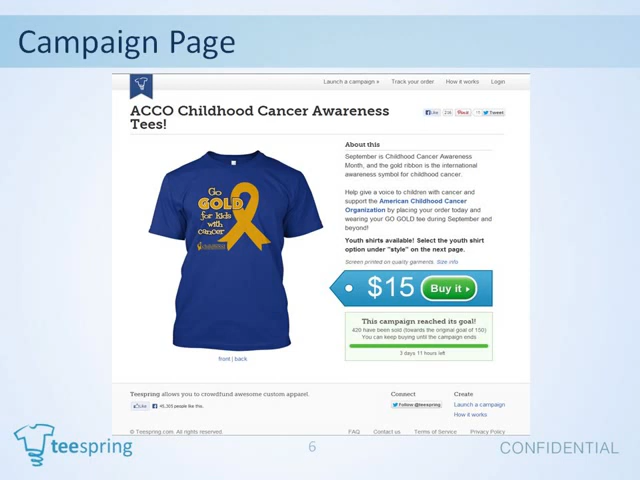 Campaign Page
Launch a campaign »
Track your order
How it works
Login
ACCO Childhood Cancer Awareness
Tees!
Like
Pin it
Tweet
About this
September is Childhood Cancer Awareness
Month, and the gold ribbon is the international
awareness symbol for childhood cancer.
Help give a voice to children with cancer and
support the American Childhood Cancer
Organization by placing your order today and
wearing your GO GOLD tee during September and
beyond!
Youth shirts available! Select the youth shirt
option under "style" on the next page.
Screen printed on quality garments. Size info
Go
GOLD
for kids
with
cancer
$15
Buy it
This campaign reached its goal!
420 have been sold (towards the original goal of 150)
You can keep buying until the campaign ends
3 days 11 hours left
front | back
Teespring allows you to crowdfund awesome custom apparel.
Like
people like this.
Connect
Follow @teespring
Create
Launch a campaign
How it works
© Teespring.com. All rights reserved.
FAQ
Contact us
Terms of Service
Privacy Policy
teespring
6
CONFIDENTIAL